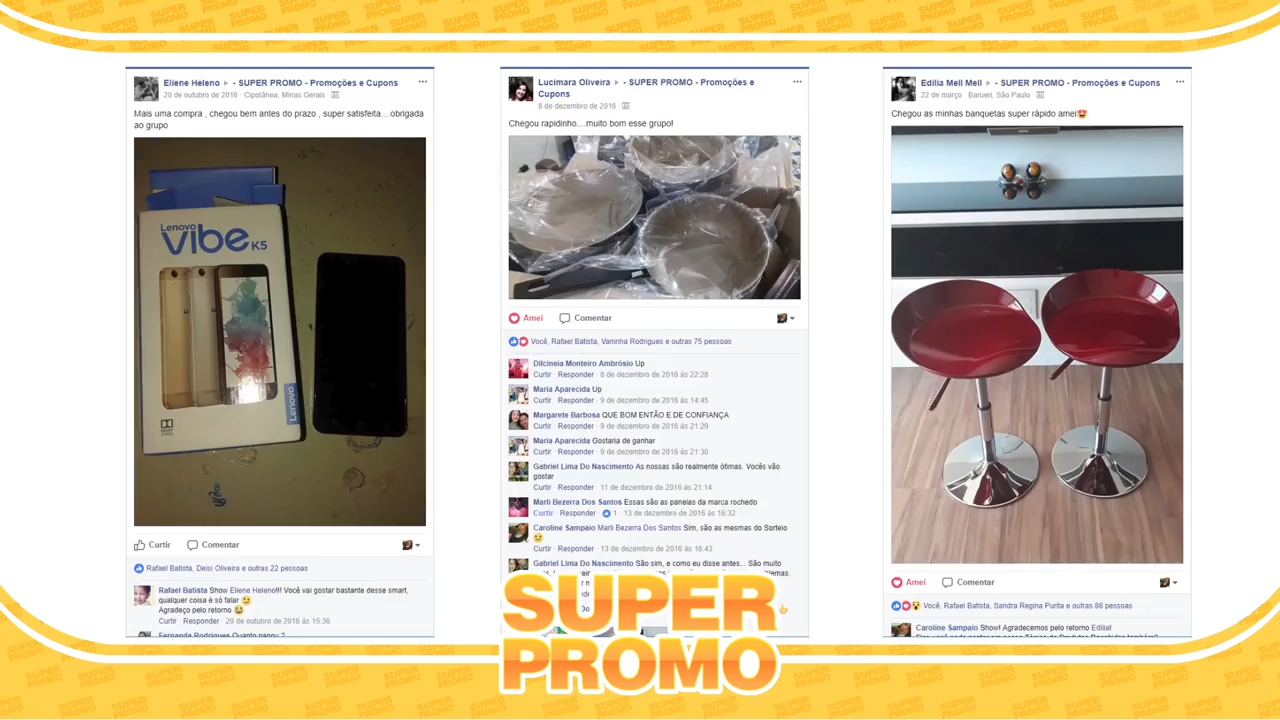 Eliene Heleno ▸ - SUPER PROMO - Promoções e Cupons
20 de outubro de 2016 · Cipotânea, Minas Gerais ·
Mais uma compra , chegou bem antes do prazo , super satisfeita....obrigada
ao grupo
Lenovo
vibe K5
Lenovo
Curtir Comentar
Rafael Batista, Deisi Oliveira e outras 22 pessoas
Rafael Batista Show Eliene Heleno!!! Você vai gostar bastante desse smart,
qualquer coisa é só falar
Agradeço pelo retorno
Curtir · Responder · 20 de outubro de 2016 às 15:36
Fernanda Rodrigues Quanto pagou ?
Lucimara Oliveira ▸ - SUPER PROMO - Promoções e
Cupons
8 de dezembro de 2016 ·
Chegou rapidinho....muito bom esse grupo!
Amei Comentar
Você, Rafael Batista, Vaninha Rodrigues e outras 75 pessoas
Dilcineia Monteiro Ambrósio Up
Curtir · Responder · 8 de dezembro de 2016 às 22:28
Maria Aparecida Up
Curtir · Responder · 9 de dezembro de 2016 às 14:45
Margarete Barbosa QUE BOM ENTÃO E DE CONFIANÇA
Curtir · Responder · 9 de dezembro de 2016 às 21:29
Maria Aparecida Gostaria de ganhar
Curtir · Responder · 9 de dezembro de 2016 às 21:30
Gabriel Lima Do Nascimento As nossas são realmente ótimas. Vocês vão
gostar
Curtir · Responder · 11 de dezembro de 2016 às 21:14
Marli Bezerra Dos Santos Essas são as panelas da marca rochedo
Curtir · Responder · 1 · 13 de dezembro de 2016 às 16:32
Caroline Sampaio Marli Bezerra Dos Santos Sim, são as mesmas do Sorteio
Curtir · Responder · 13 de dezembro de 2016 às 16:43
Gabriel Lima Do Nascimento São sim, e como eu disse antes... São muito
Edilia Mell Mell ▸ - SUPER PROMO - Promoções e Cupons
22 de março · Barueri, São Paulo ·
Chegou as minhas banquetas super rápido amei
Amei Comentar
Você, Rafael Batista, Sandra Regina Purita e outras 86 pessoas
Caroline Sampaio Show! Agradecemos pelo retorno Edilia!
SUPER
PROMO